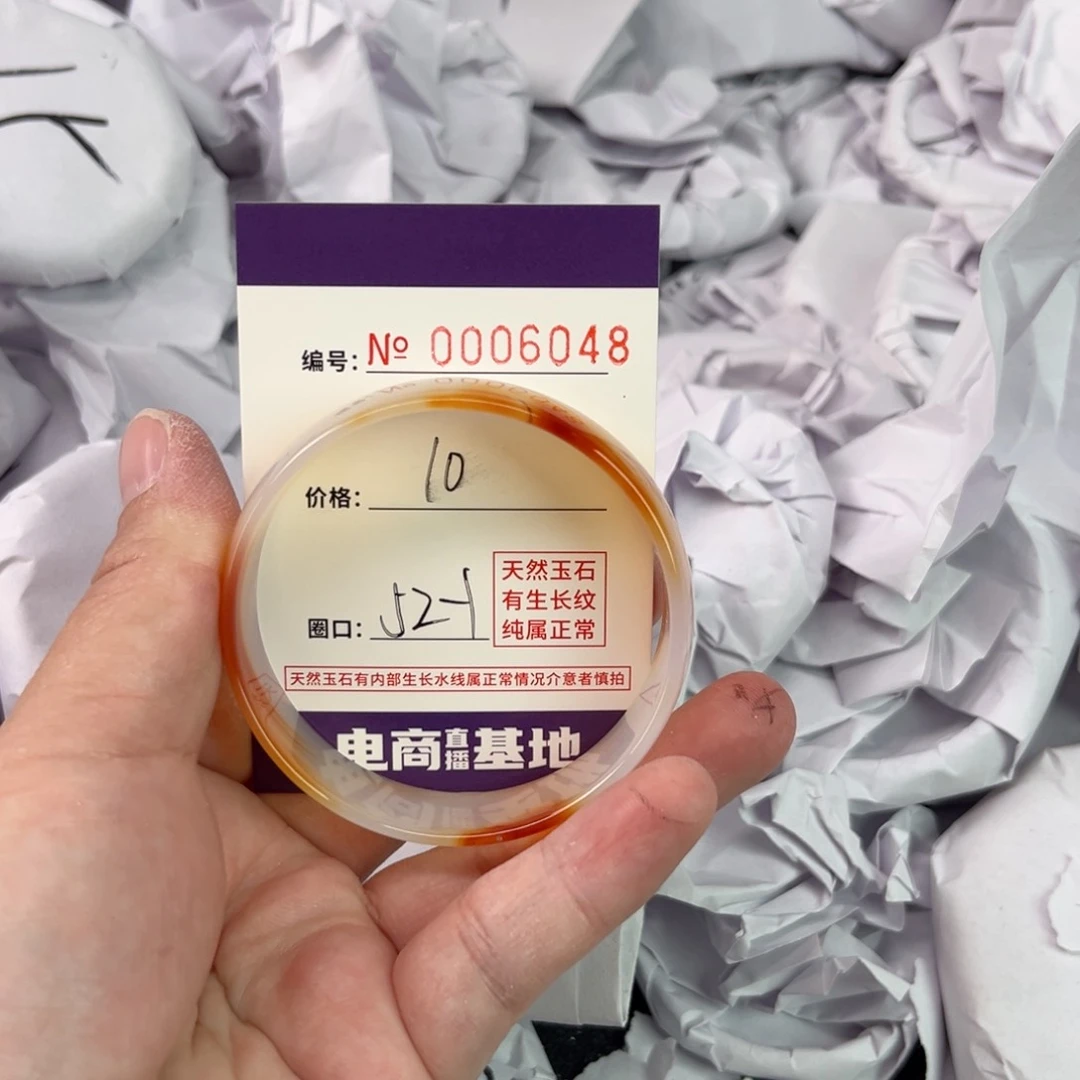 编号: № 0006048
价格: 10
圈口: 52-1
天然玉石
有生长纹
纯属正常
天然玉石有内部生长水线属正常情况介意者慎拍
电商直播基地